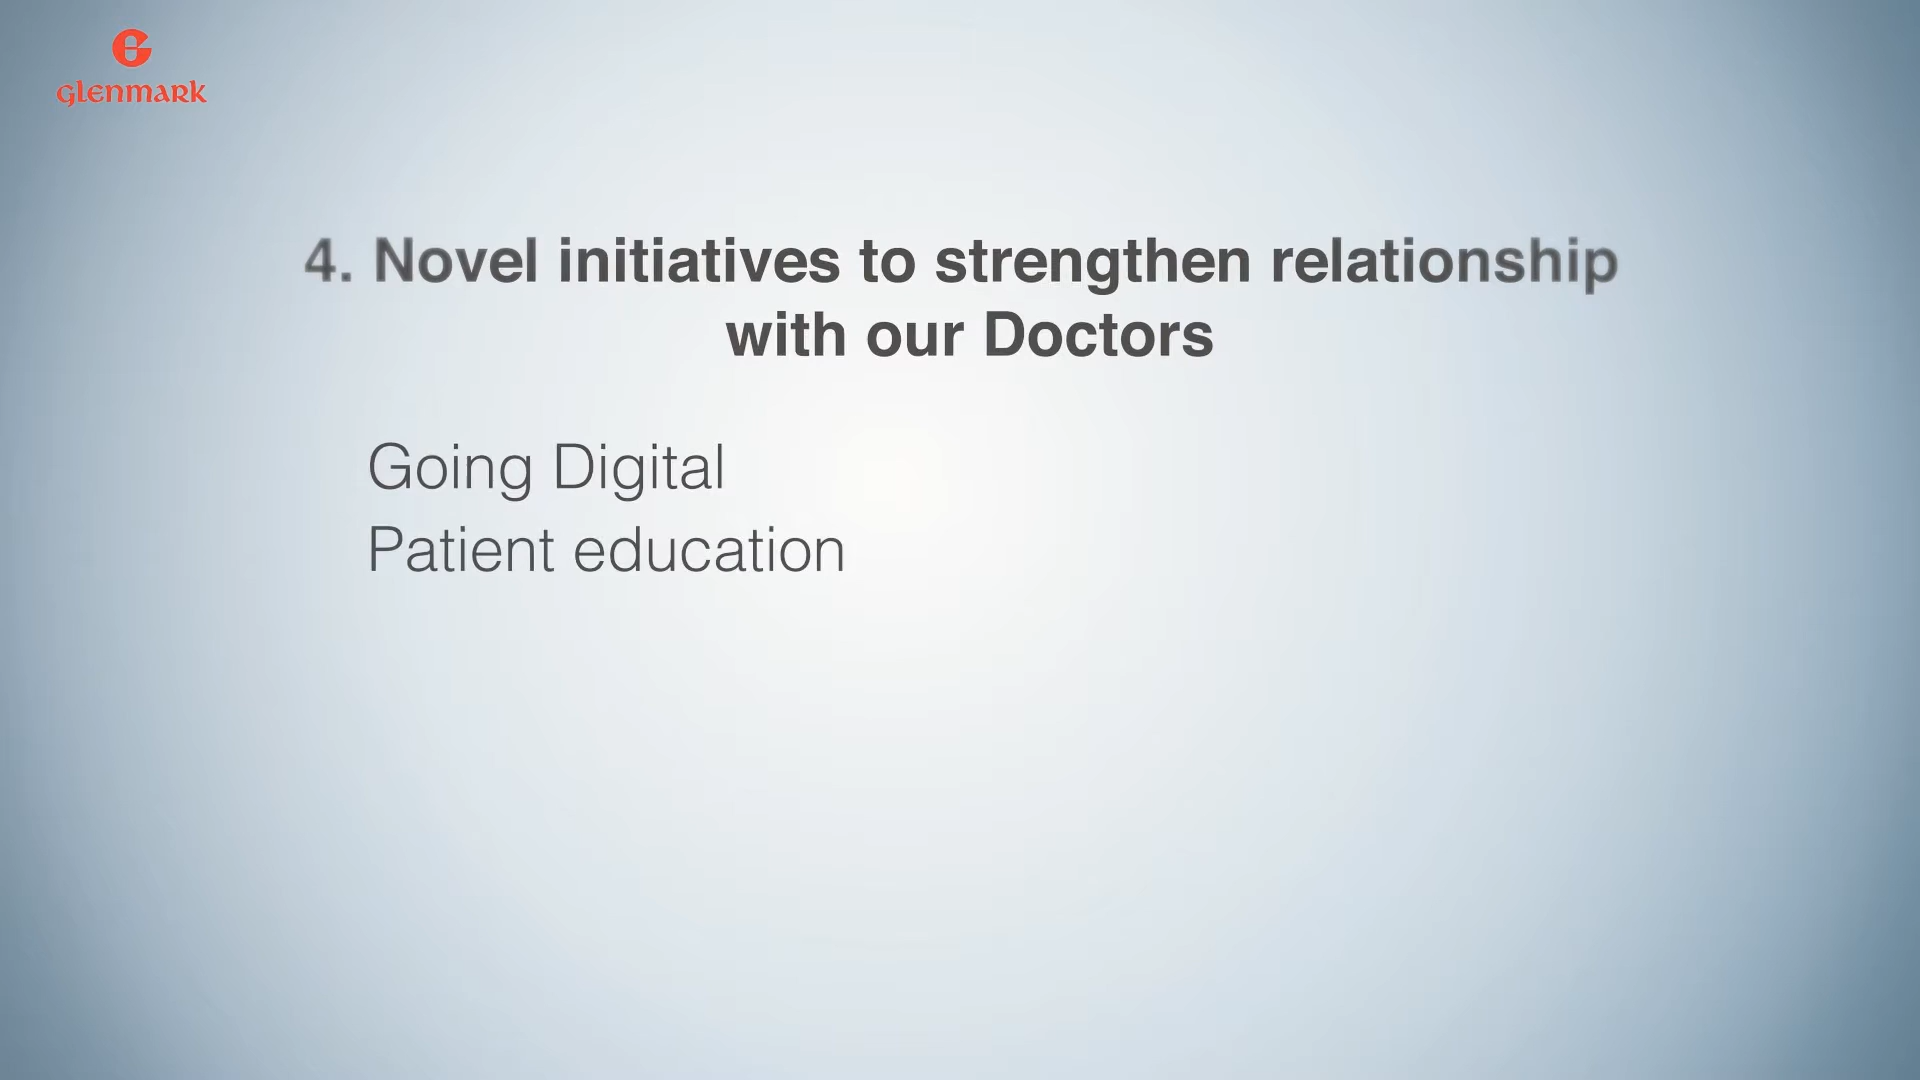 glenmark
4. Novel initiatives to strengthen relationship
with our Doctors
Going Digital
Patient education